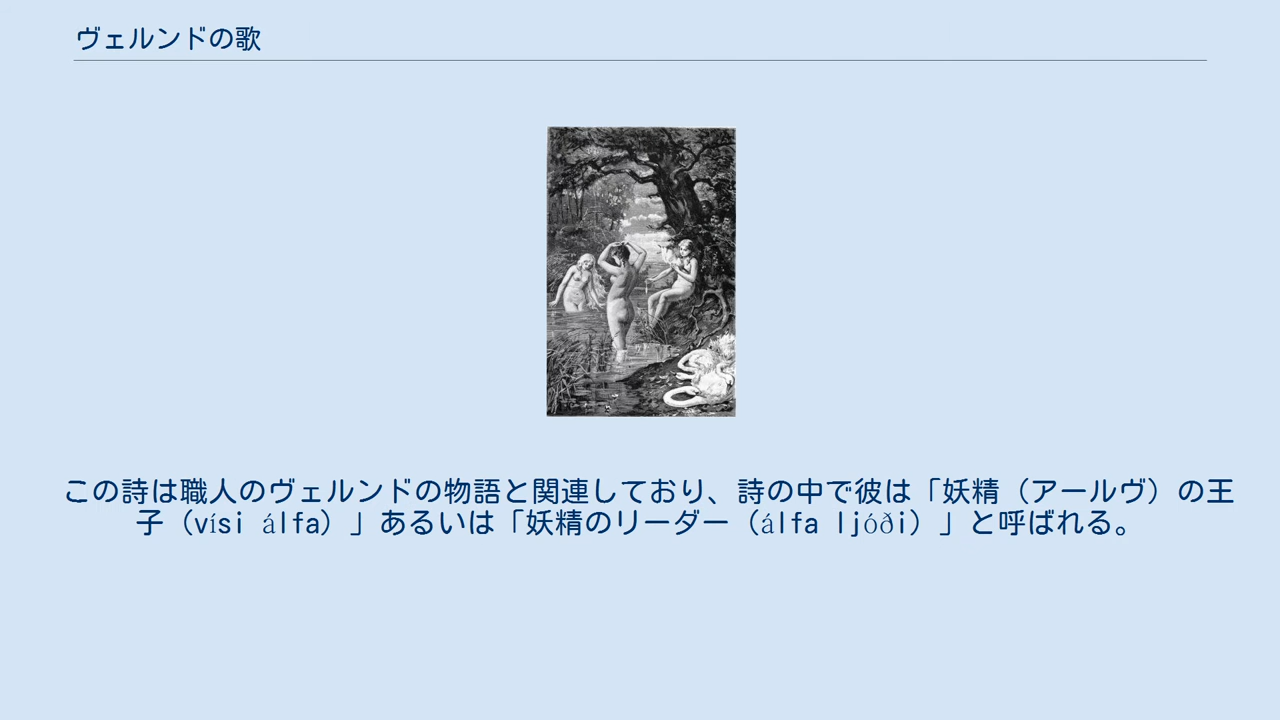 ヴェルンドの歌
この詩は職人のヴェルンドの物語と関連しており、詩の中で彼は「妖精（アールヴ）の王
子（vísi álfa）」あるいは「妖精のリーダー（álfa ljóði）」と呼ばれる。